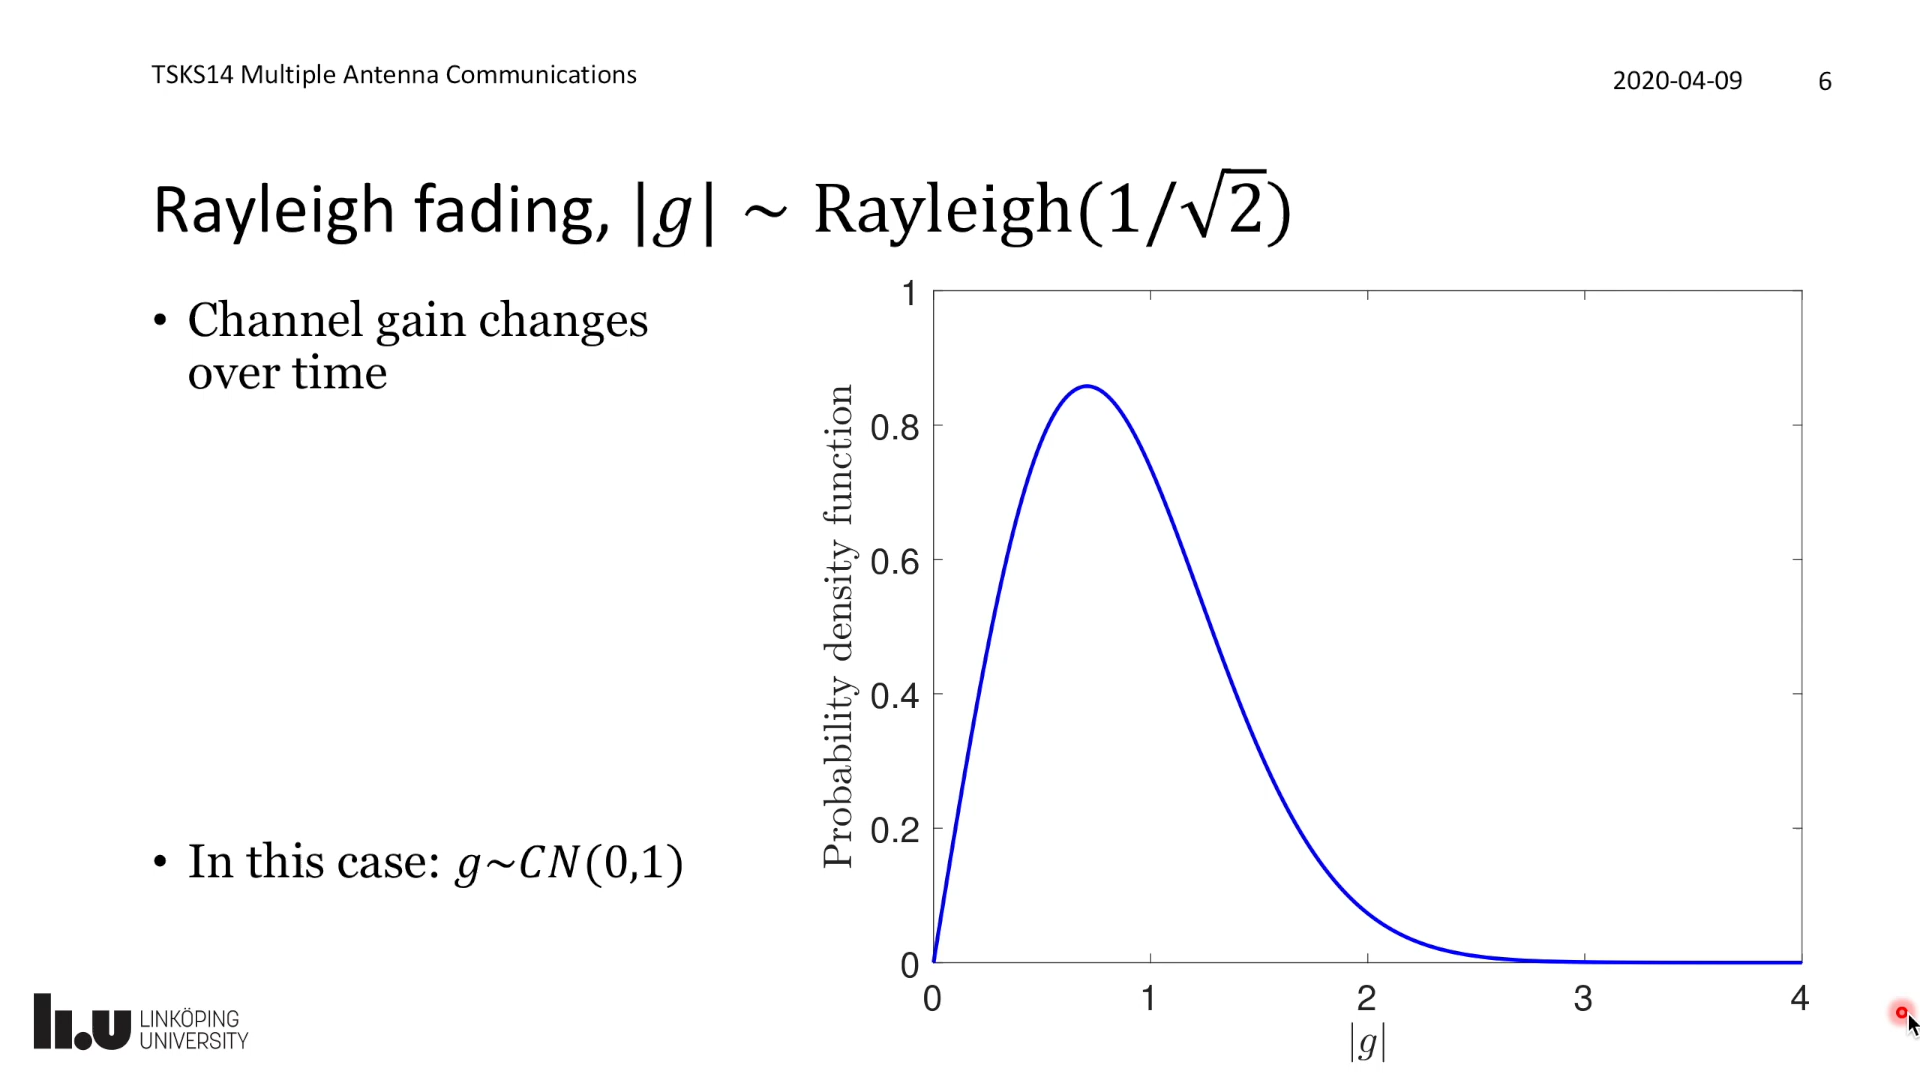 TSKS14 Multiple Antenna Communications
2020-04-09
6
Rayleigh fading, |g| ~ Rayleigh(1/√2)
• Channel gain changes
over time
• In this case: g~CN(0,1)
Probability density function
1
0.8
0.6
0.4
0.2
0
0 1 2 3 4
|g|
li.u LINKÖPING
UNIVERSITY